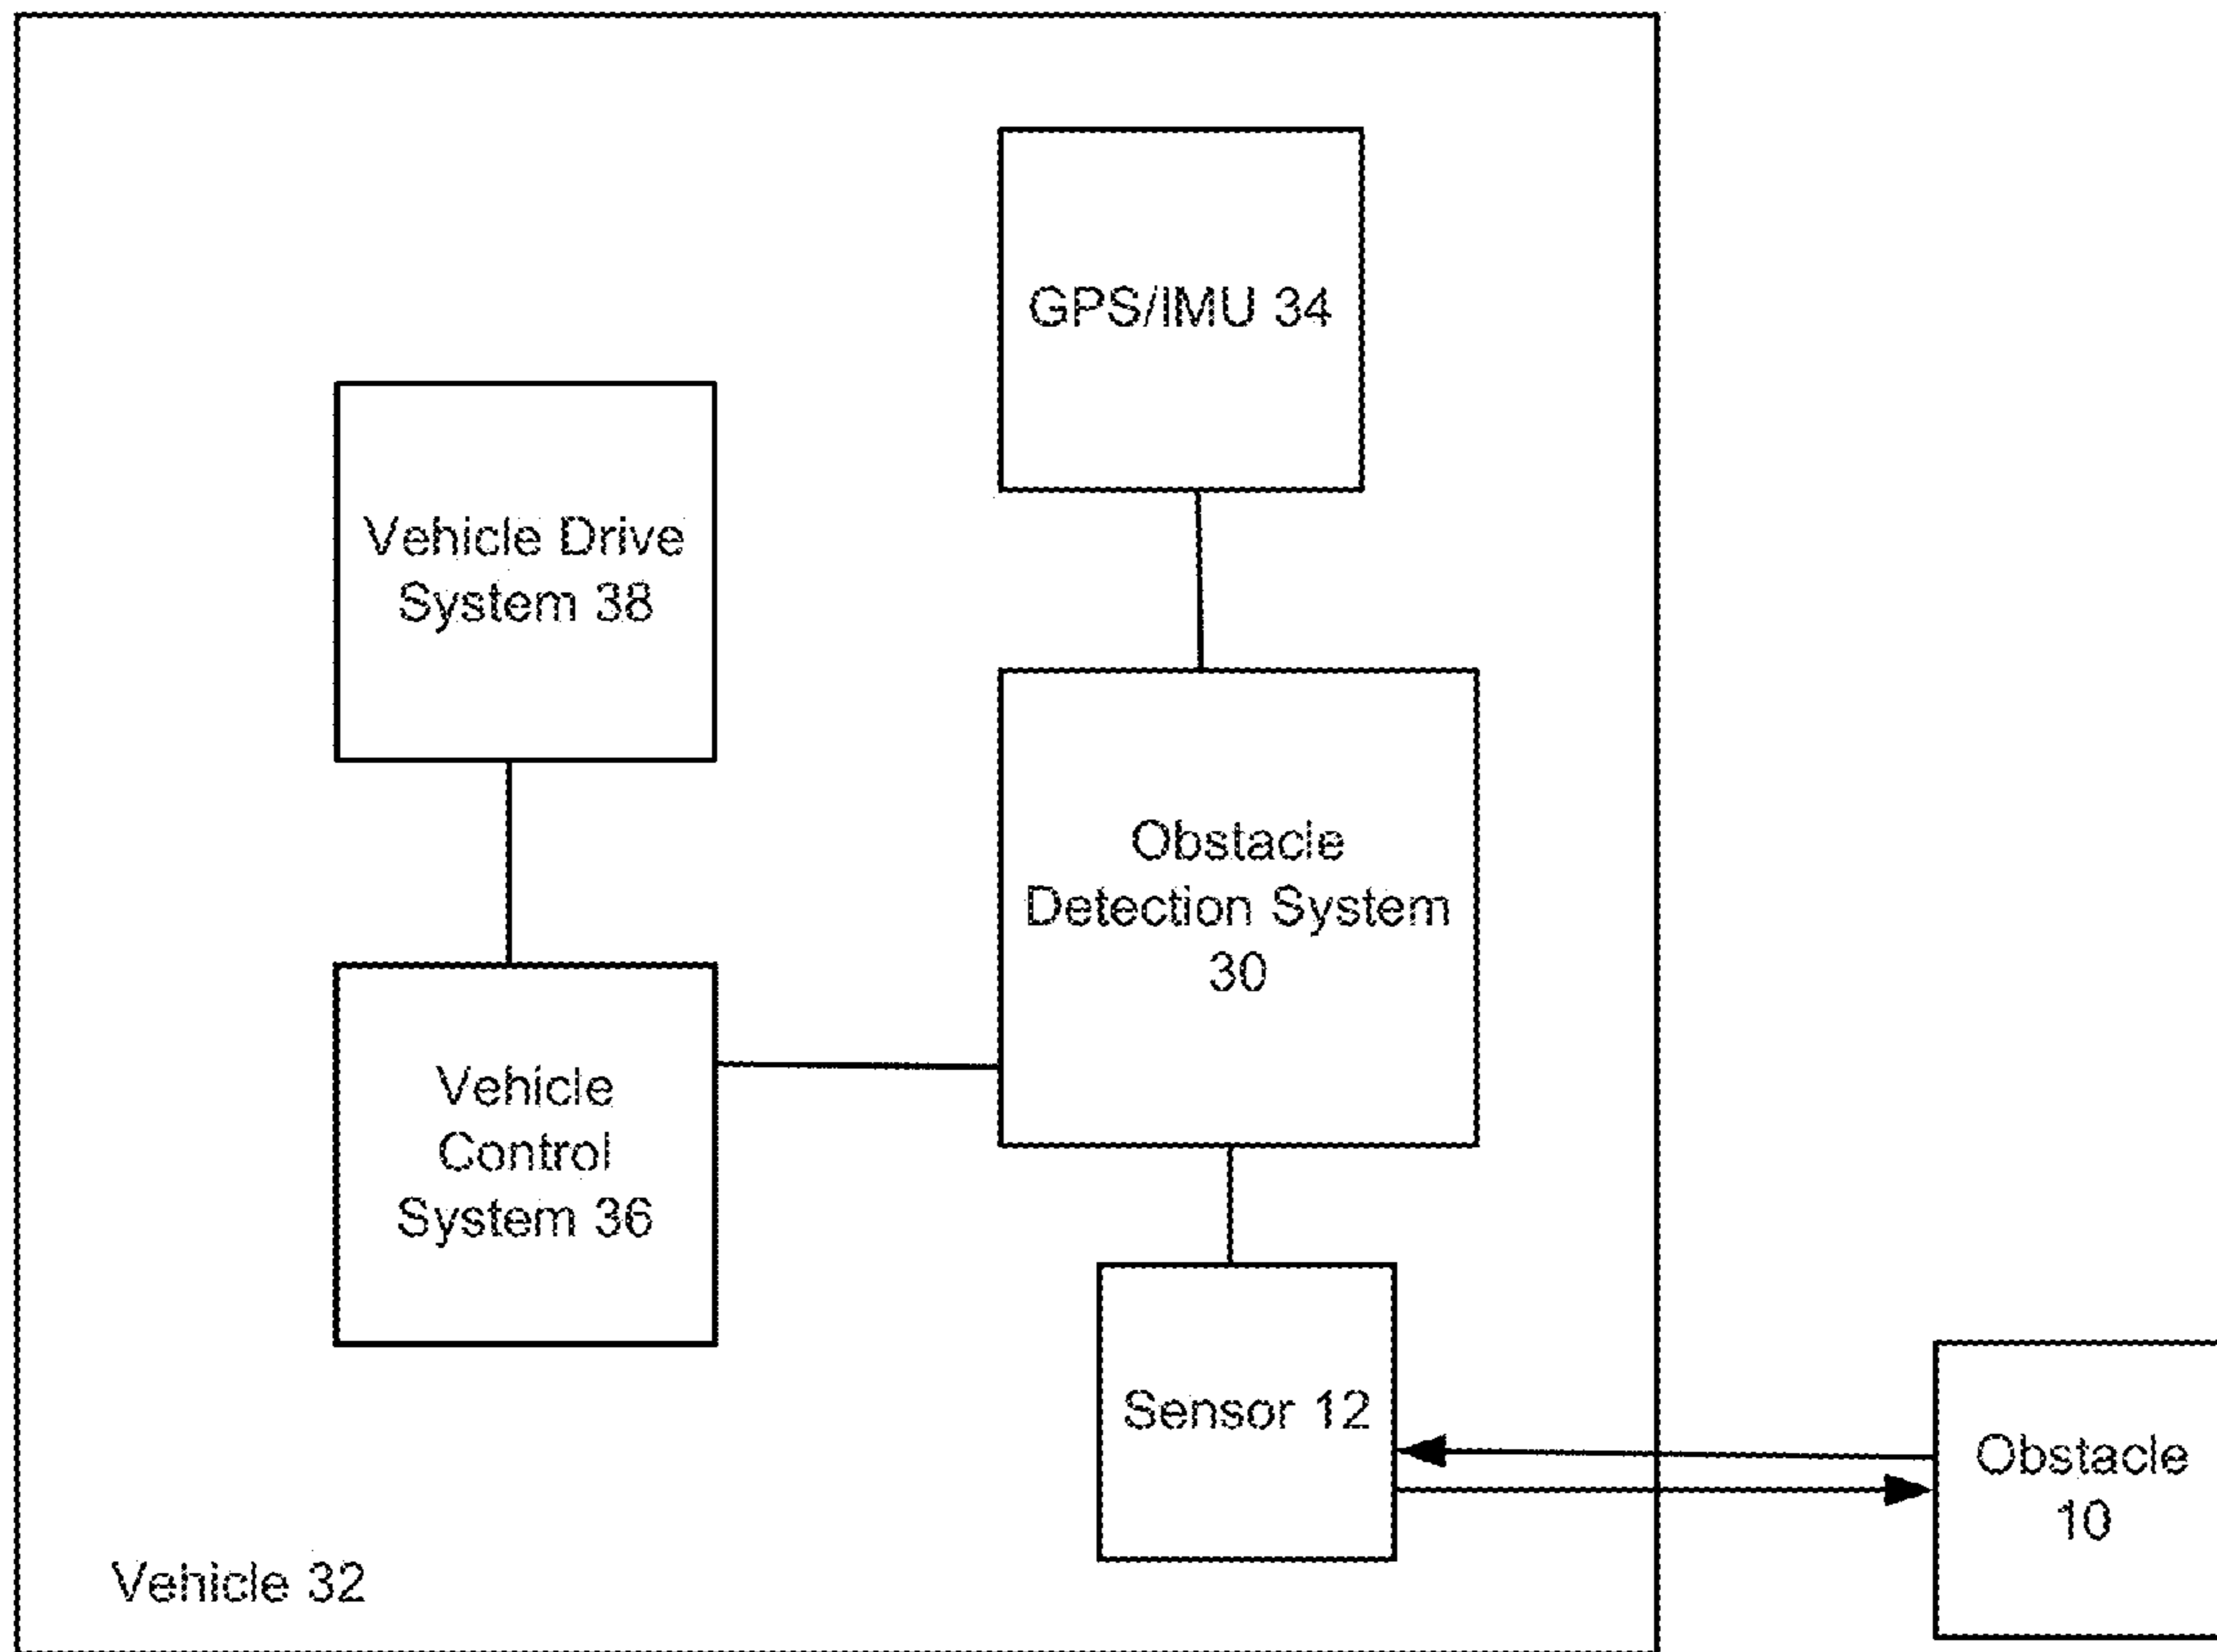 GPS/IMU 34
Vehicle Drive
System 38
Obstacle
Detection System
30
Vehicle
Control
System 36
Sensor 12
Obstacle
10
Vehicle 32